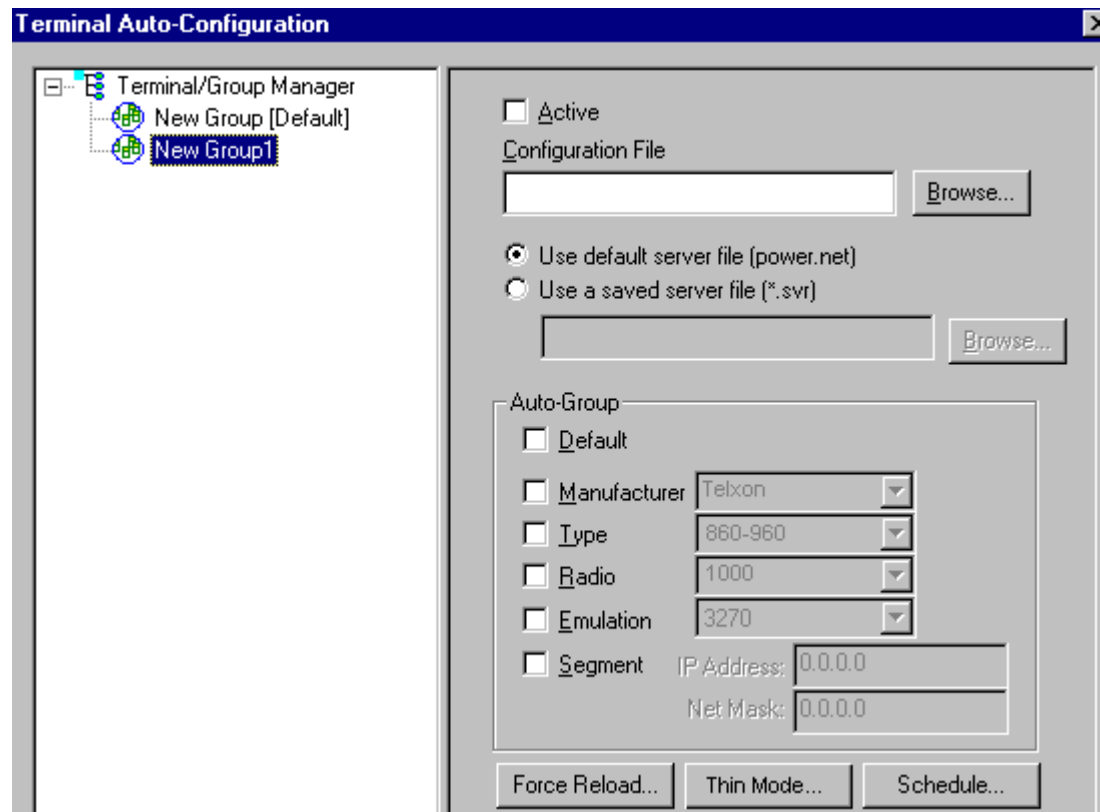 Terminal Auto-Configuration
Terminal/Group Manager
New Group [Default]
New Group1
Active
Configuration File
Browse...
Use default server file (power.net)
Use a saved server file (*.svr)
Browse...
Auto-Group
Default
Manufacturer Telxon
Type 860-960
Radio 1000
Emulation 3270
Segment IP Address: 0.0.0.0
Net Mask: 0.0.0.0
Force Reload... Thin Mode... Schedule...